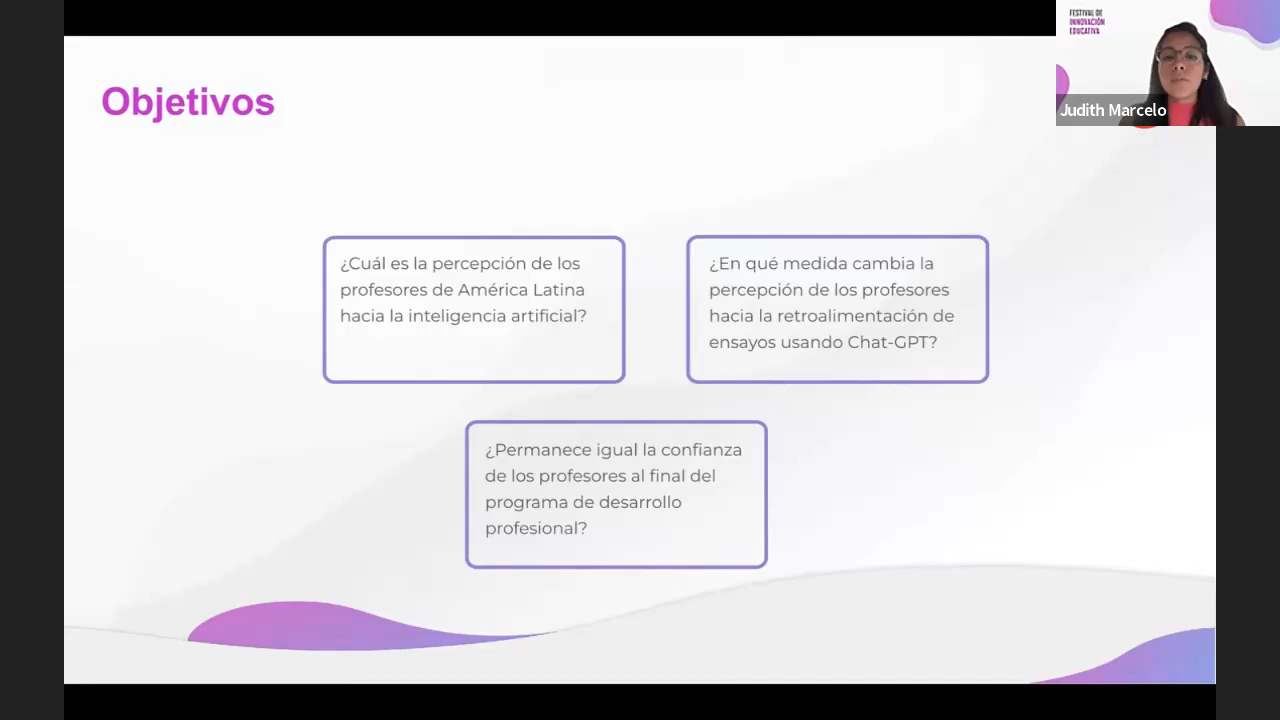 FESTIVAL DE
INNOVACIÓN
EDUCATIVA
Judith Marcelo
Objetivos
¿Cuál es la percepción de los
profesores de América Latina
hacia la inteligencia artificial?
¿En qué medida cambia la
percepción de los profesores
hacia la retroalimentación de
ensayos usando Chat-GPT?
¿Permanece igual la confianza
de los profesores al final del
programa de desarrollo
profesional?